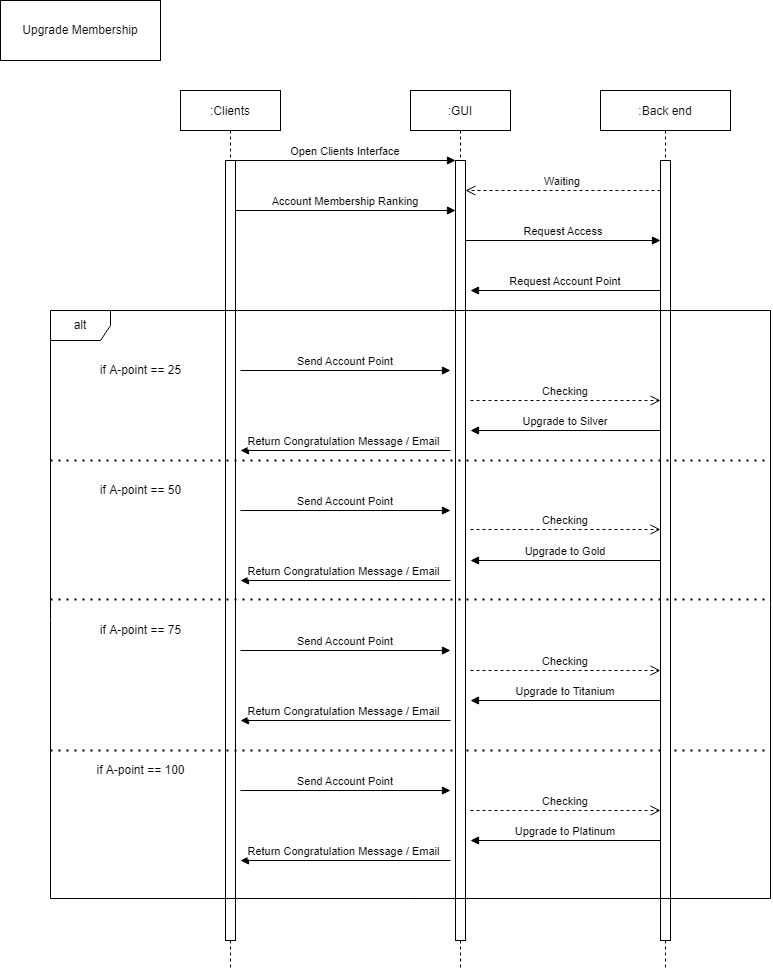 Upgrade Membership
:Clients
:GUI
:Back end
Open Clients Interface
Waiting
Account Membership Ranking
Request Access
Request Account Point
alt
if A-point == 25
Send Account Point
Checking
Upgrade to Silver
Return Congratulation Message / Email
if A-point == 50
Send Account Point
Checking
Upgrade to Gold
Return Congratulation Message / Email
if A-point == 75
Send Account Point
Checking
Upgrade to Titanium
Return Congratulation Message / Email
if A-point == 100
Send Account Point
Checking
Upgrade to Platinum
Return Congratulation Message / Email